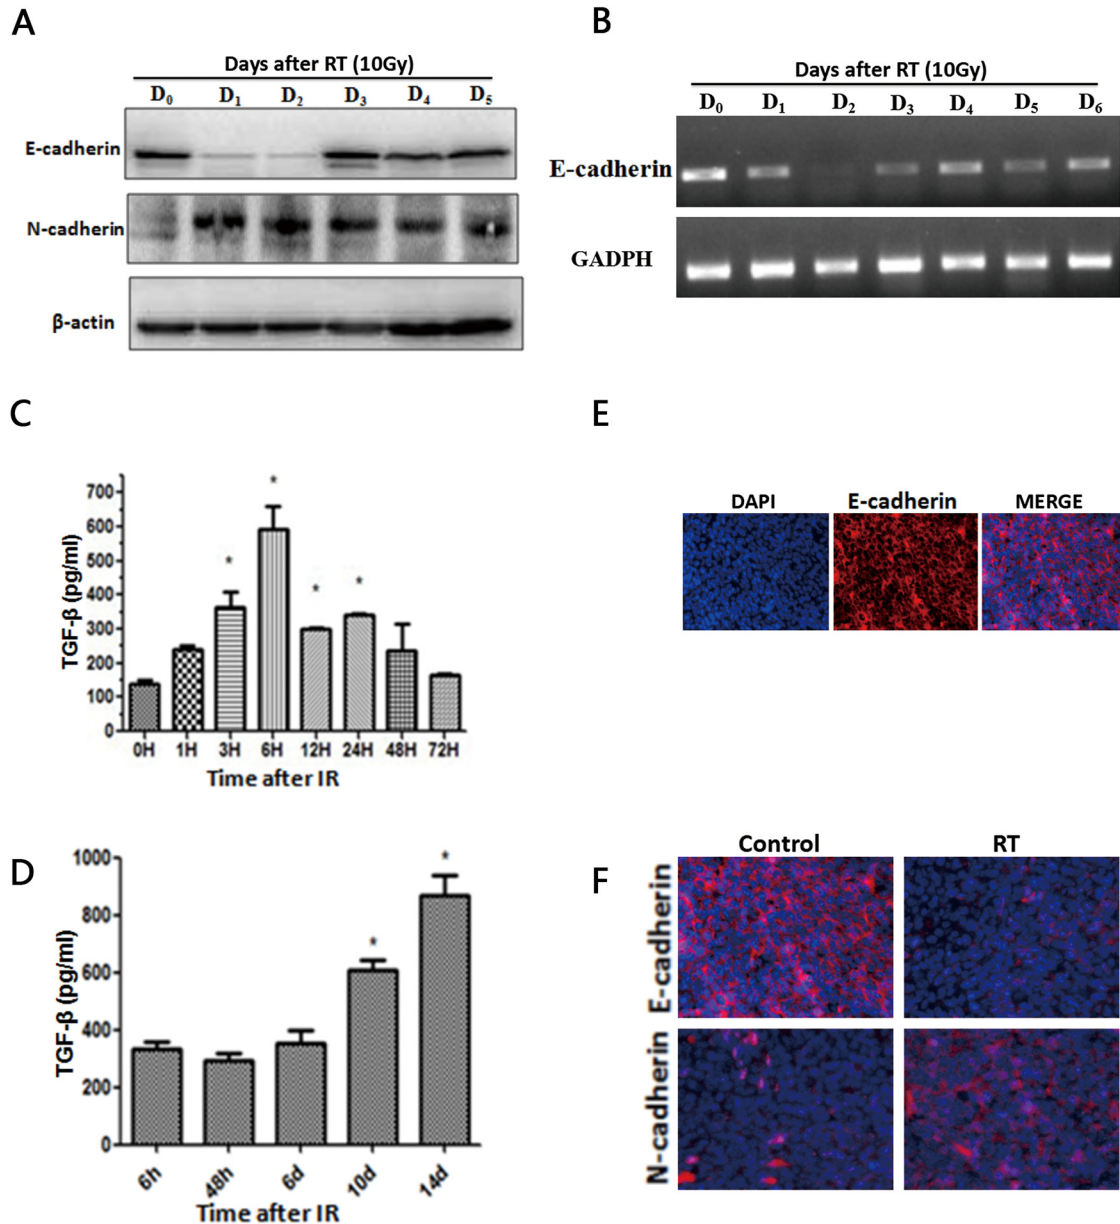 A
Days after RT (10Gy)
D0 D1 D2 D3 D4 D5
E-cadherin
N-cadherin
β-actin
B
Days after RT (10Gy)
D0 D1 D2 D3 D4 D5 D6
E-cadherin
GADPH
C
TGF-β (pg/ml)
700
600
500
400
300
200
100
0
* * * *
0H 1H 3H 6H 12H 24H 48H 72H
Time after IR
E
DAPI E-cadherin MERGE
D
TGF-β (pg/ml)
1000
800
600
400
200
0
* *
6h 48h 6d 10d 14d
Time after IR
F
Control RT
E-cadherin
N-cadherin